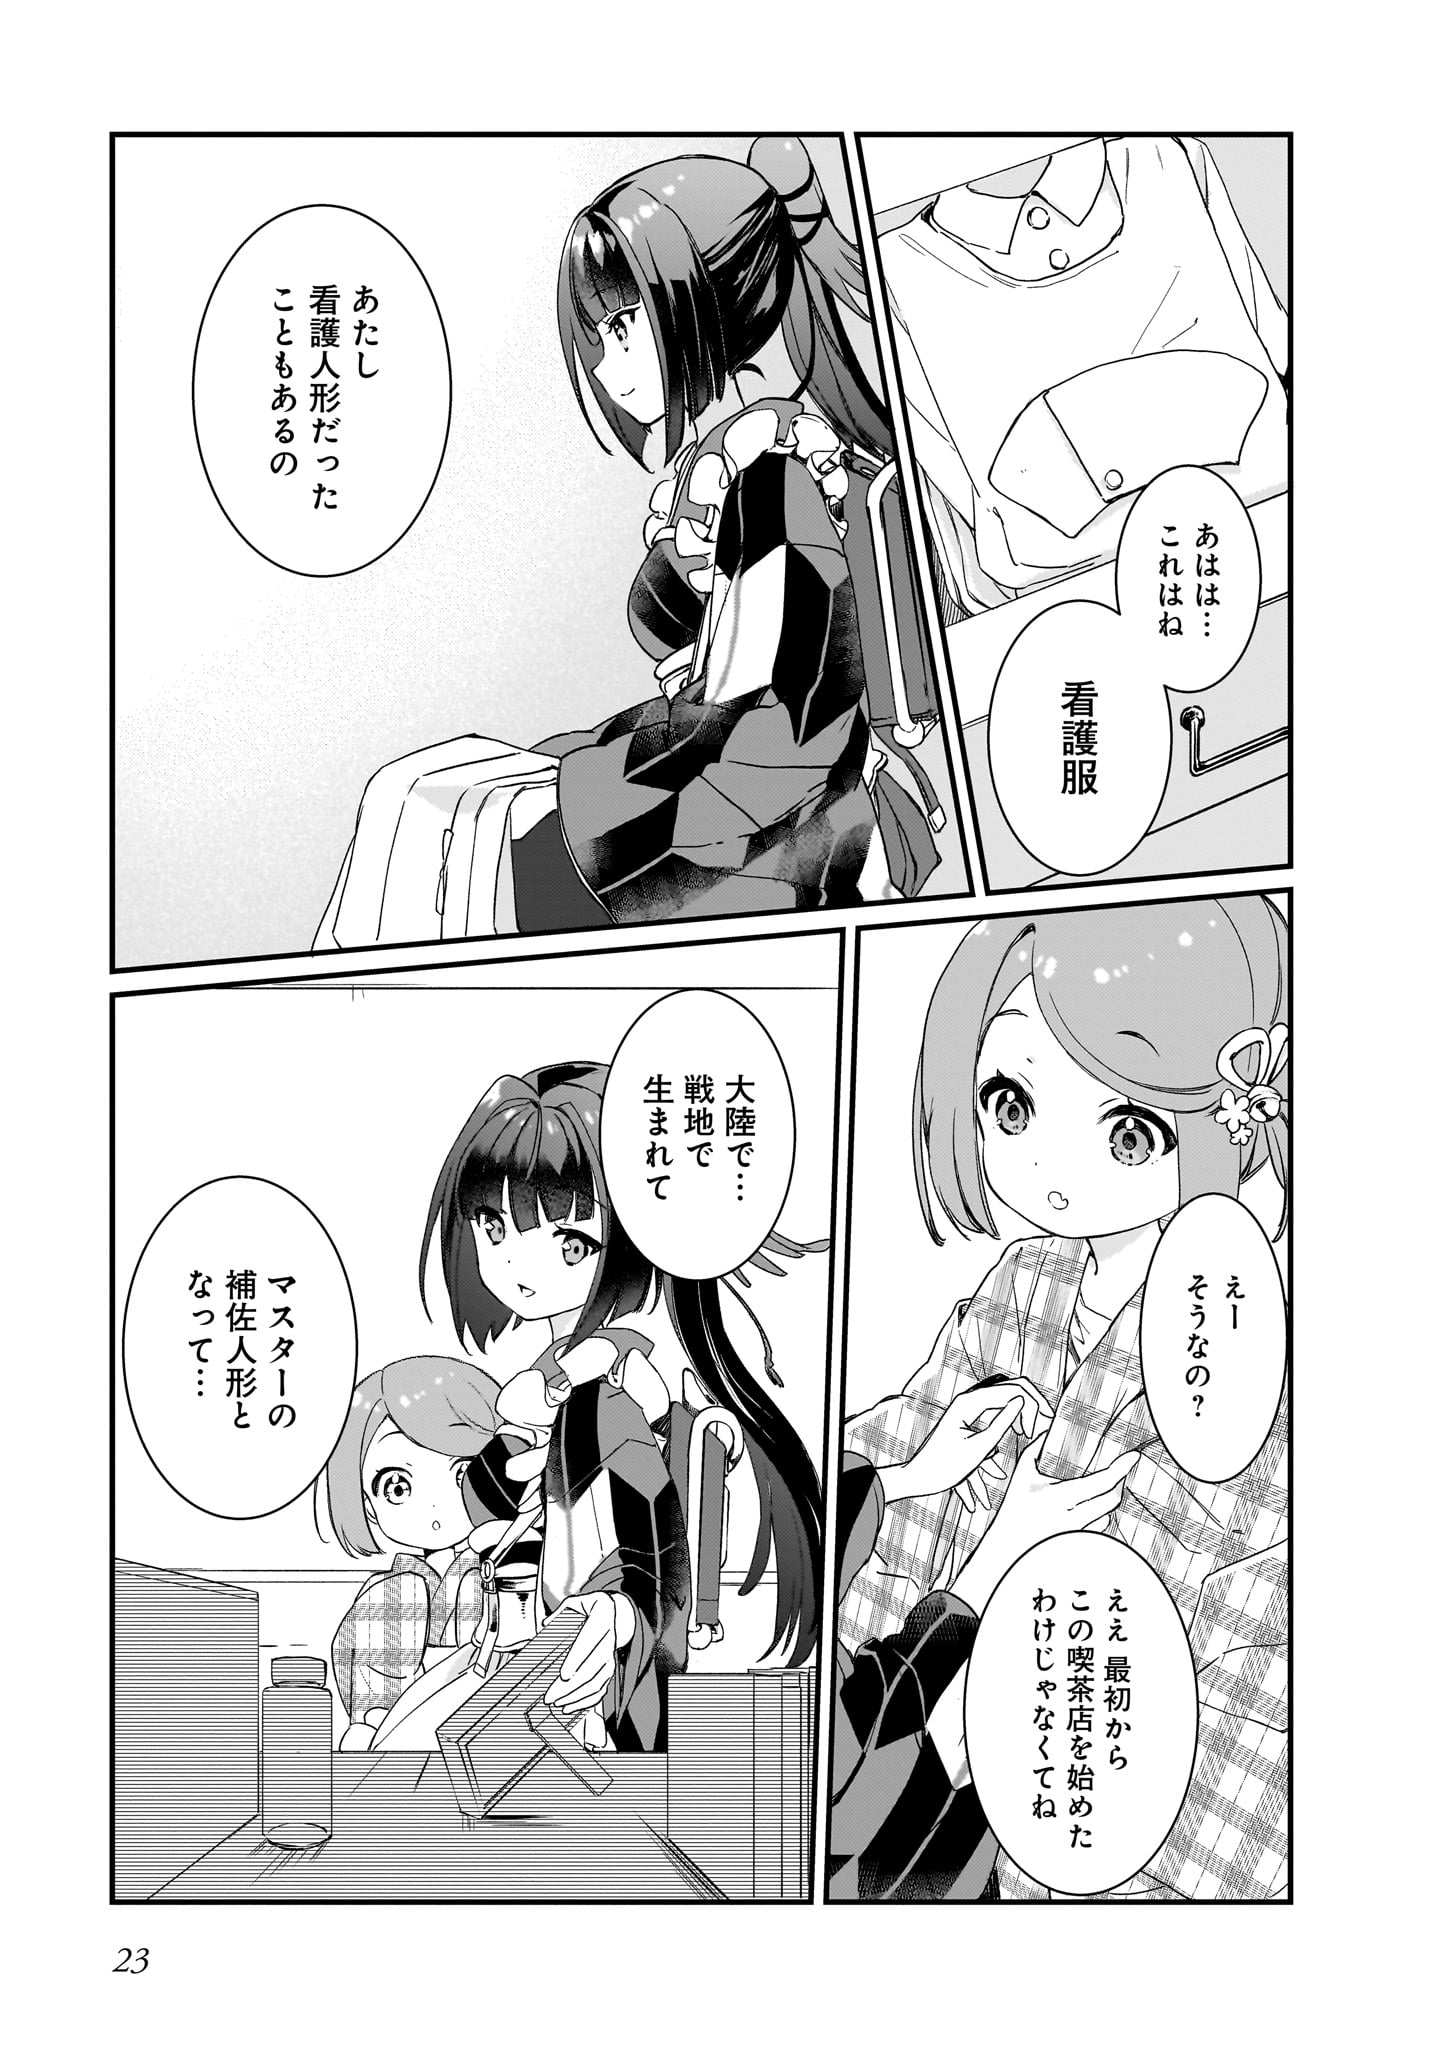 あははは…
これはね
看護服
あたし
看護人形だった
こともあるの
えー
そうなの？
ええ 最初から
この喫茶店を始めた
わけじゃなくてね
大陸で…
戦地で
生まれて
マスターの
補佐人形と
なって…
23